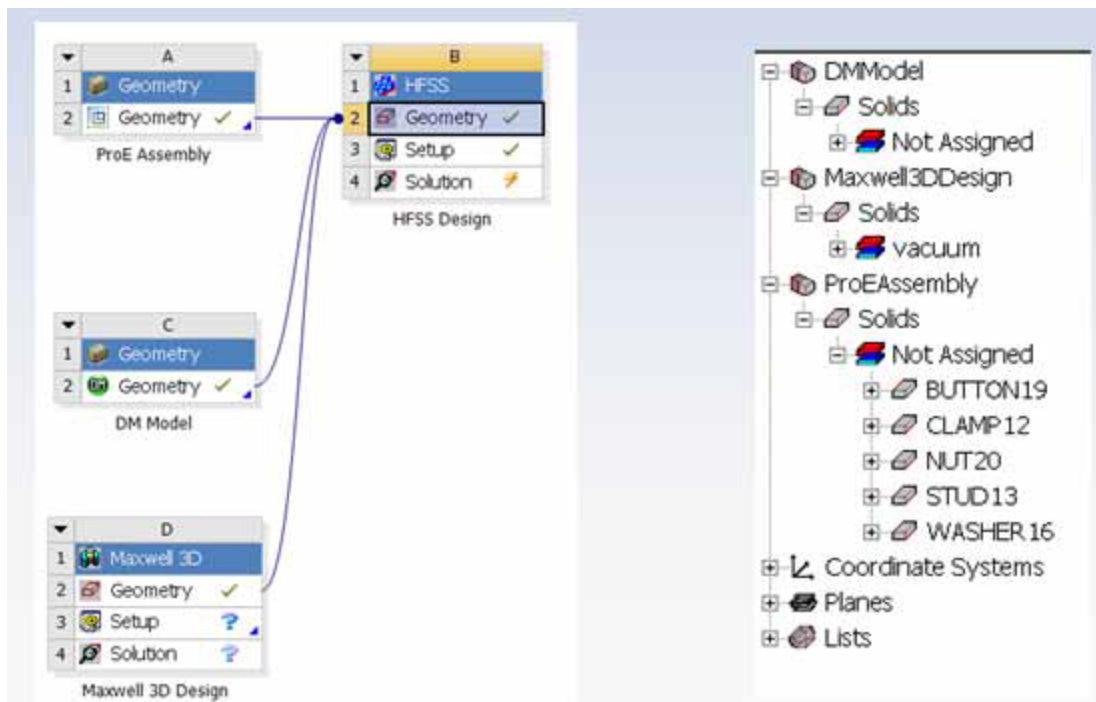 A
1 Geometry
2 Geometry
ProE Assembly
B
1 HFSS
2 Geometry
3 Setup
4 Solution
HFSS Design
C
1 Geometry
2 Geometry
DM Model
D
1 Maxwell 3D
2 Geometry
3 Setup ?
4 Solution ?
Maxwell 3D Design
DMModel
Solids
Not Assigned
Maxwell3DDesign
Solids
vacuum
ProEAssembly
Solids
Not Assigned
BUTTON19
CLAMP12
NUT20
STUD13
WASHER16
Coordinate Systems
Planes
Lists